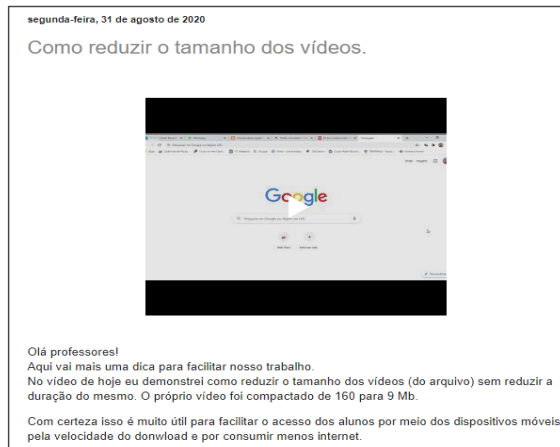 segunda-feira, 31 de agosto de 2020
Como reduzir o tamanho dos vídeos.
Google
Olá professores!
Aqui vai mais uma dica para facilitar nosso trabalho.
No vídeo de hoje eu demonstrei como reduzir o tamanho dos vídeos (do arquivo) sem reduzir a
duração do mesmo. O próprio vídeo foi compactado de 160 para 9 Mb.
Com certeza isso é muito útil para facilitar o acesso dos alunos por meio dos dispositivos móveis
pela velocidade do donwload e por consumir menos internet.